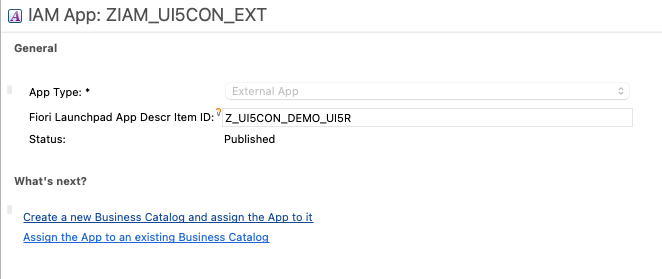 IAM App: ZIAM_UI5CON_EXT
General
App Type: * External App
Fiori Launchpad App Descr Item ID: Z_UI5CON_DEMO_UI5R
Status: Published
What's next?
Create a new Business Catalog and assign the App to it
Assign the App to an existing Business Catalog